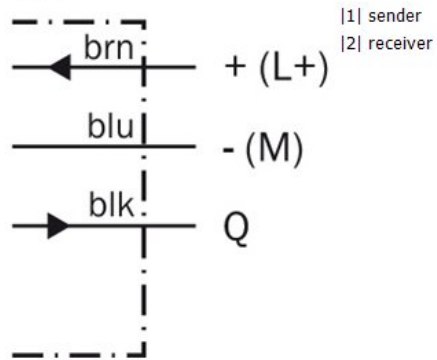 |1| sender
|2| receiver
brn + (L+)
blu - (M)
blk Q